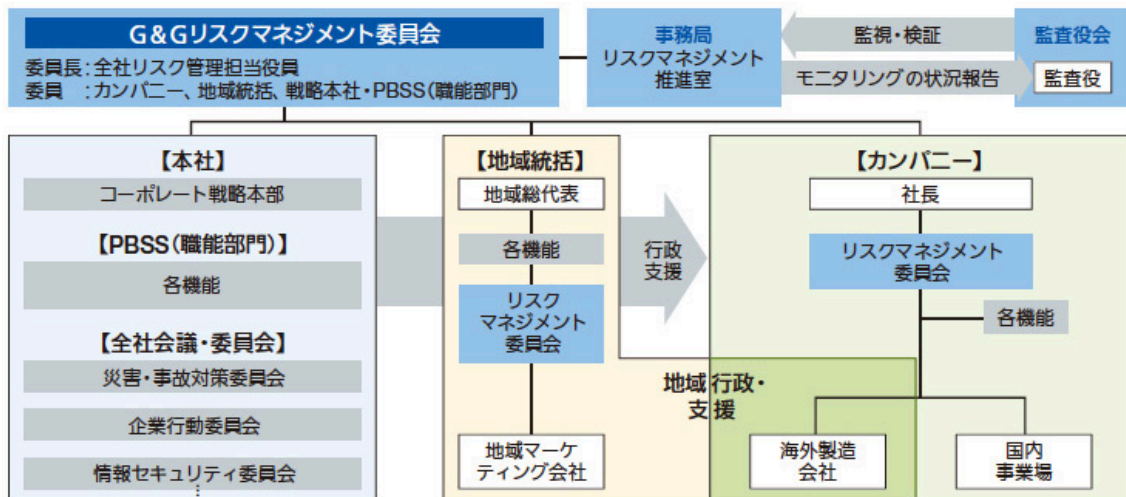 G&Gリスクマネジメント委員会
委員長:全社リスク管理担当役員
委員 :カンパニー、地域統括、戦略本社・PBSS(職能部門)
事務局
リスクマネジメント
推進室
監視・検証
モニタリングの状況報告
監査役会
監査役
【本社】
コーポレート戦略本部
【PBSS(職能部門)】
各機能
【全社会議・委員会】
災害・事故対策委員会
企業行動委員会
情報セキュリティ委員会
【地域統括】
地域総代表
各機能
リスク
マネジメント
委員会
地域マーケ
ティング会社
行政
支援
地域 行政・
支援
【カンパニー】
社長
リスクマネジメント
委員会
各機能
海外製造
会社
国内
事業場